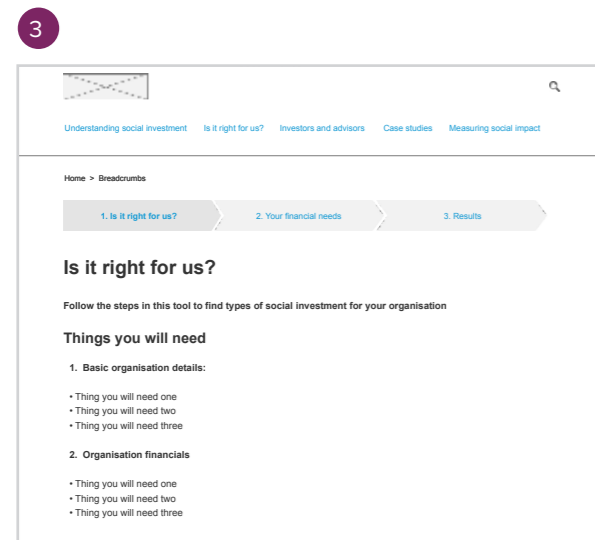 3
Understanding social investment Is it right for us? Investors and advisors Case studies Measuring social impact
Home > Breadcrumbs
1. Is it right for us? 2. Your financial needs 3. Results
Is it right for us?
Follow the steps in this tool to find types of social investment for your organisation
Things you will need
1. Basic organisation details:
• Thing you will need one
• Thing you will need two
• Thing you will need three
2. Organisation financials
• Thing you will need one
• Thing you will need two
• Thing you will need three